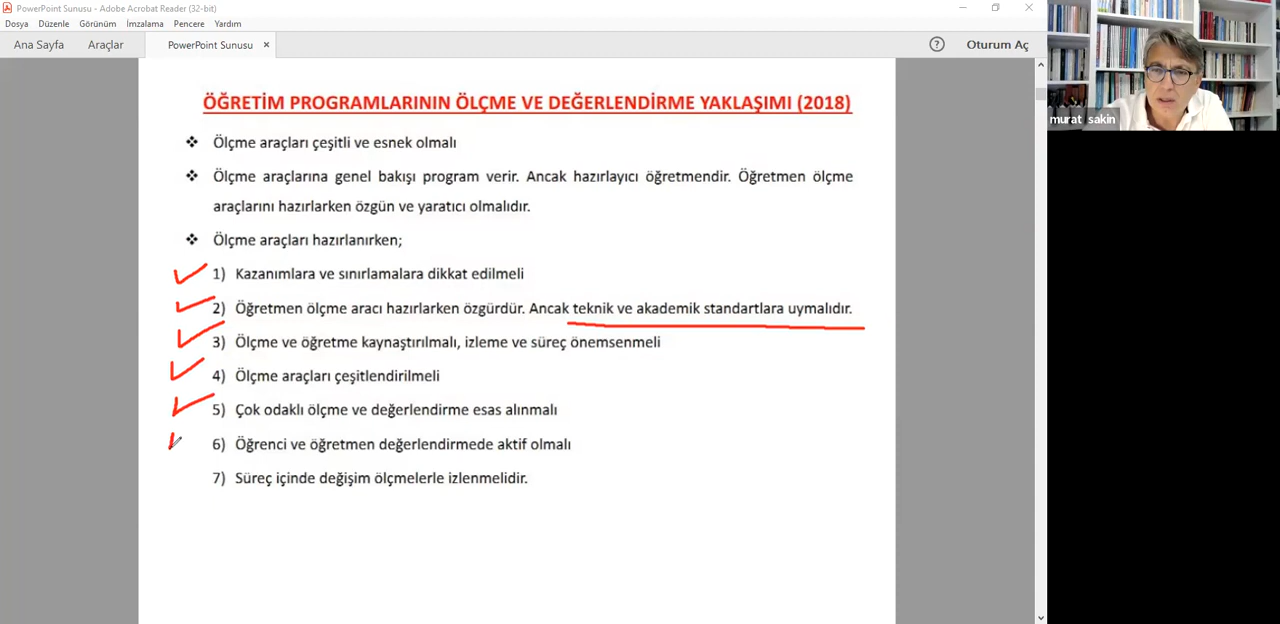 PowerPoint Sunusu - Adobe Acrobat Reader (32-bit)
Dosya Düzenle Görünüm İmzalama Pencere Yardım
Ana Sayfa Araçlar PowerPoint Sunusu × ? Oturum Aç
ÖĞRETİM PROGRAMLARININ ÖLÇME VE DEĞERLENDİRME YAKLAŞIMI (2018)
❖ Ölçme araçları çeşitli ve esnek olmalı
❖ Ölçme araçlarına genel bakışı program verir. Ancak hazırlayıcı öğretmendir. Öğretmen ölçme
araçlarını hazırlarken özgün ve yaratıcı olmalıdır.
❖ Ölçme araçları hazırlanırken;
1) Kazanımlara ve sınırlamalara dikkat edilmeli
2) Öğretmen ölçme aracı hazırlarken özgürdür. Ancak teknik ve akademik standartlara uymalıdır.
3) Ölçme ve öğretme kaynaştırılmalı, izleme ve süreç önemsenmeli
4) Ölçme araçları çeşitlendirilmeli
5) Çok odaklı ölçme ve değerlendirme esas alınmalı
6) Öğrenci ve öğretmen değerlendirmede aktif olmalı
7) Süreç içinde değişim ölçmelerle izlenmelidir.
murat sakin